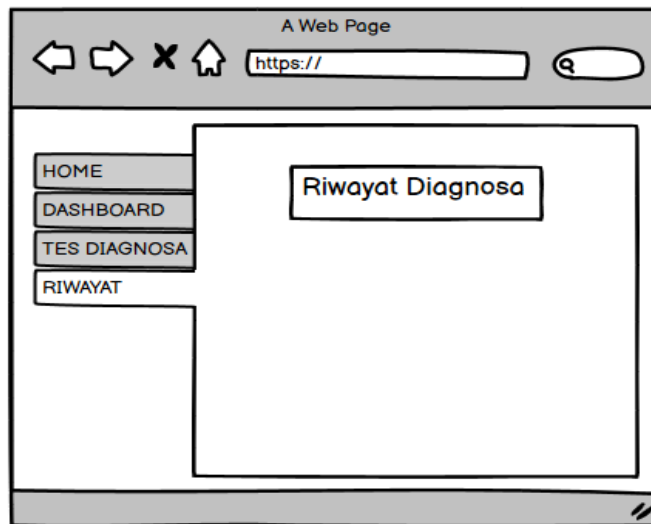 A Web Page
https://
HOME
DASHBOARD
TES DIAGNOSA
RIWAYAT
Riwayat Diagnosa